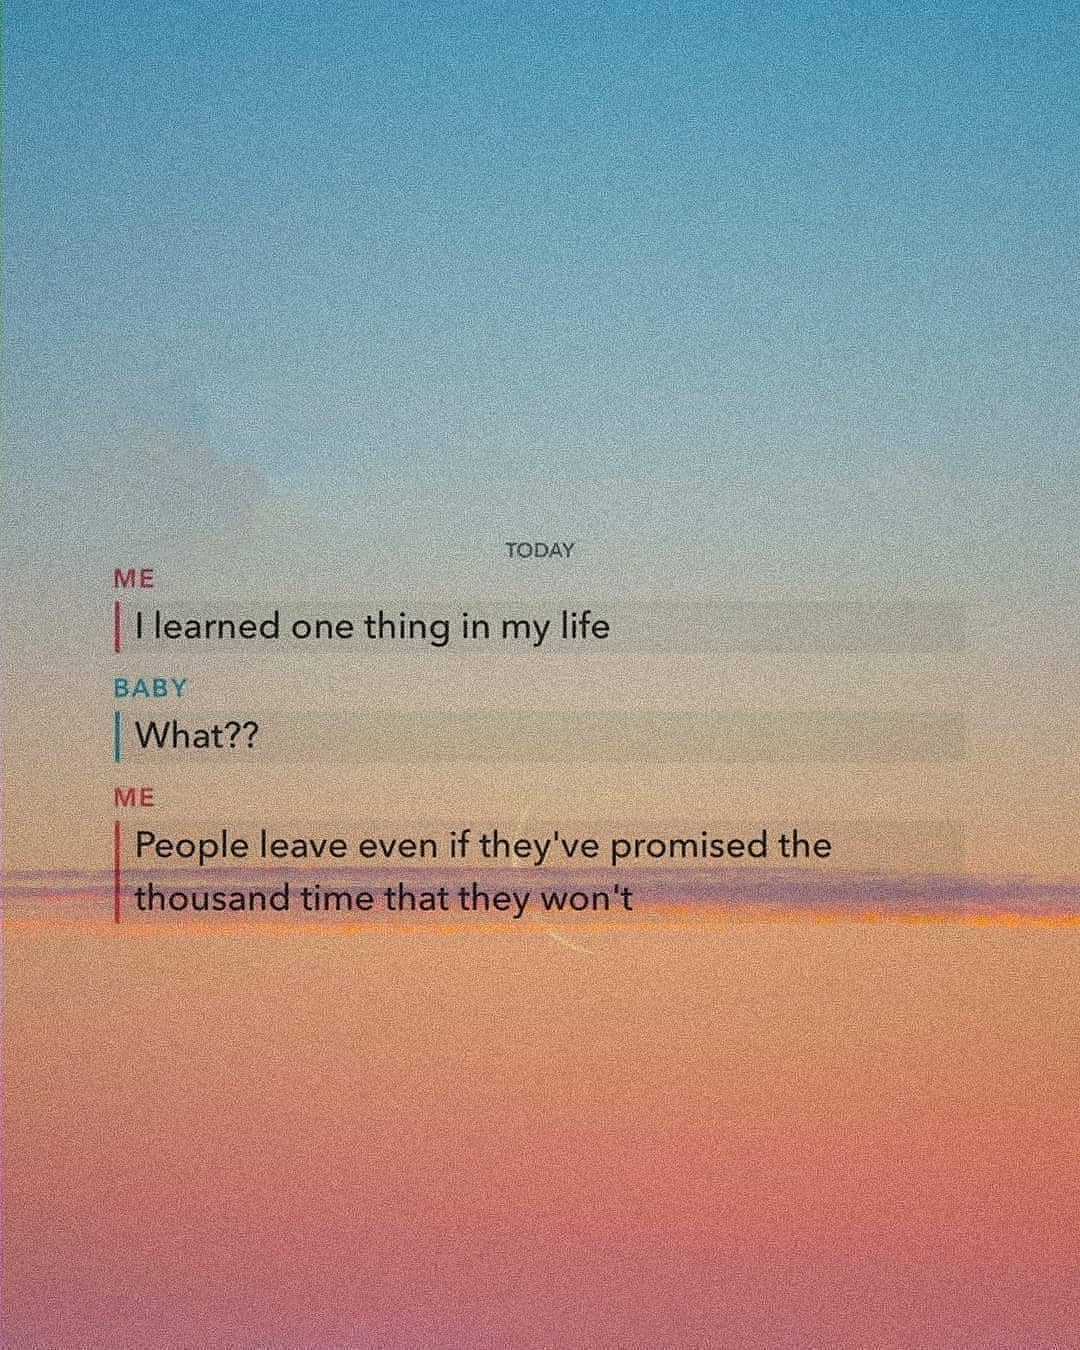 TODAY
ME
I learned one thing in my life
BABY
What??
ME
People leave even if they've promised the
thousand time that they won't